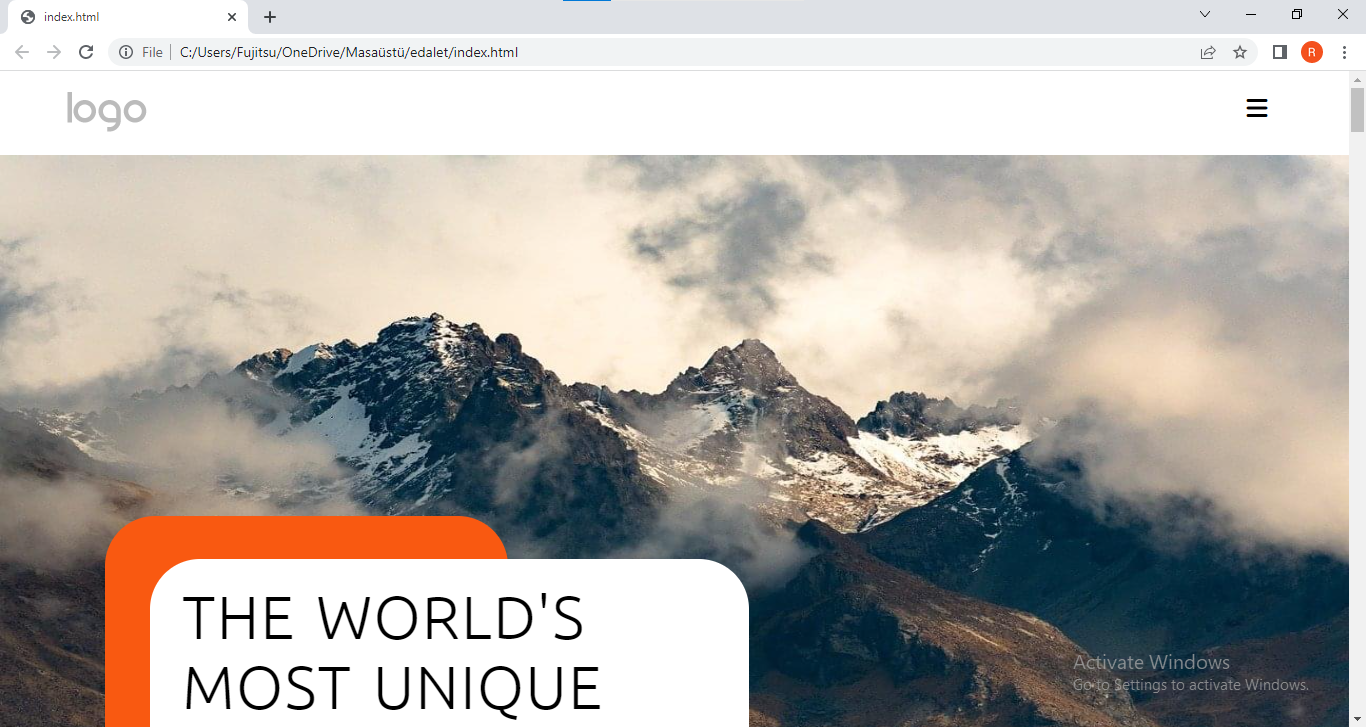 index.html
File
C:/Users/Fujitsu/OneDrive/Masaüstü/edalet/index.html
R
logo
THE WORLD'S
MOST UNIQUE
Activate Windows
Go to Settings to activate Windows.